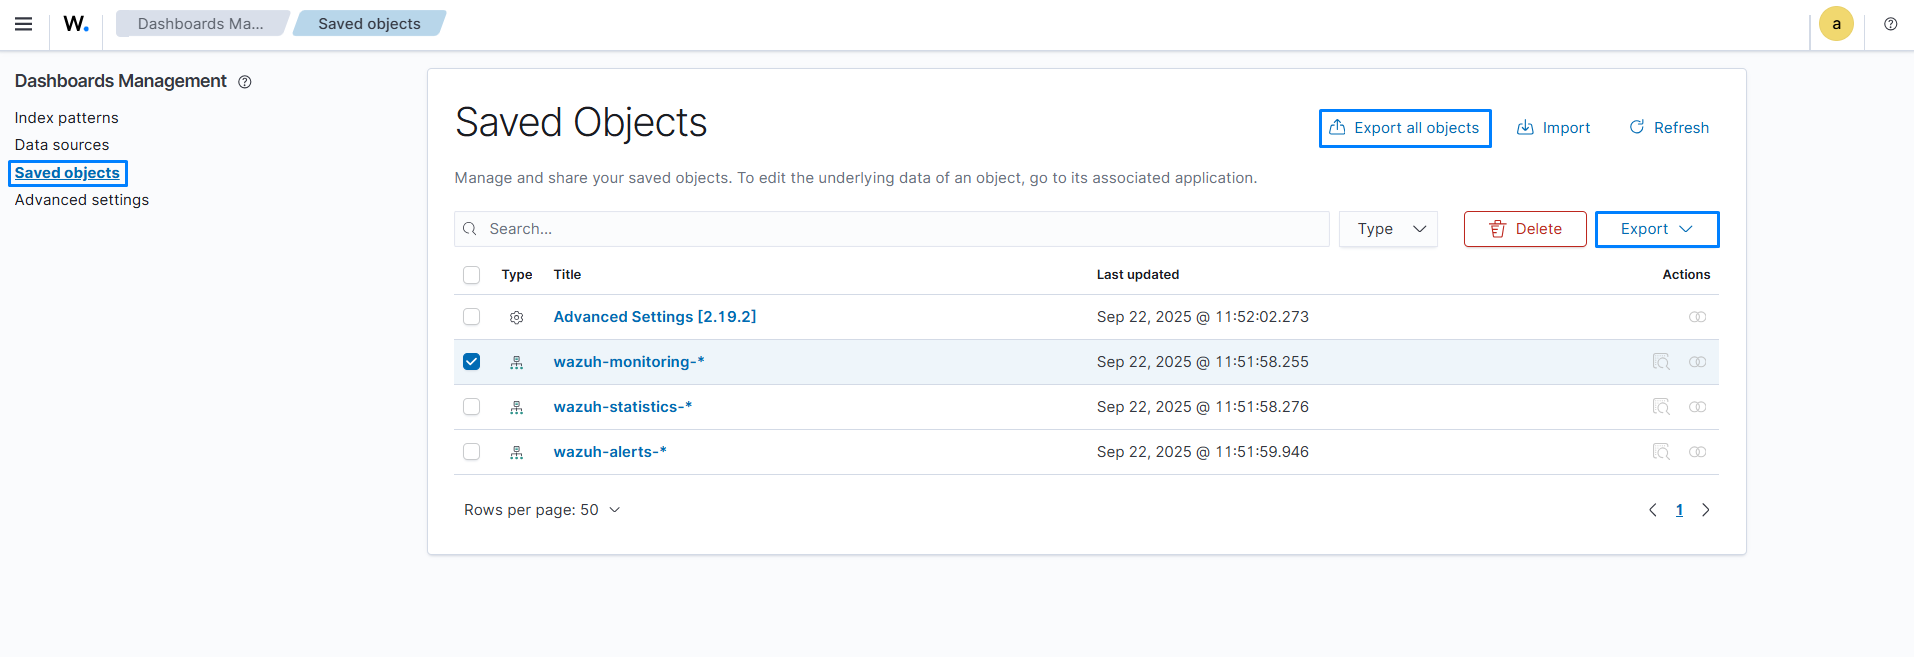 W. Dashboards Ma... Saved objects a
Dashboards Management
Index patterns
Data sources
Saved objects
Advanced settings
Saved Objects
Export all objects Import Refresh
Manage and share your saved objects. To edit the underlying data of an object, go to its associated application.
Search... Type Delete Export
Type Title Last updated Actions
Advanced Settings [2.19.2] Sep 22, 2025 @ 11:52:02.273
wazuh-monitoring-* Sep 22, 2025 @ 11:51:58.255
wazuh-statistics-* Sep 22, 2025 @ 11:51:58.276
wazuh-alerts-* Sep 22, 2025 @ 11:51:59.946
Rows per page: 50 1